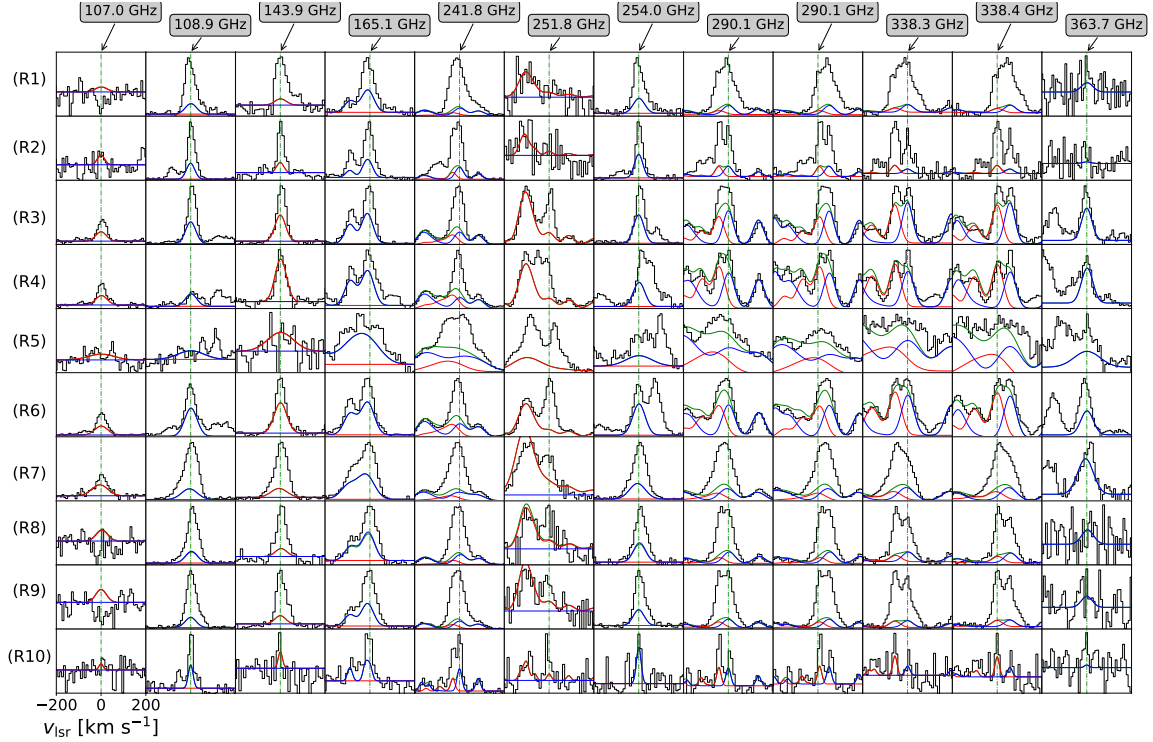 107.0 GHz
143.9 GHz
241.8 GHz
254.0 GHz
290.1 GHz
338.4 GHz
108.9 GHz
165.1 GHz
251.8 GHz
290.1 GHz
338.3 GHz
363.7 GHz
(R1)
(R2)
(R3)
(R4)
(R5)
(R6)
(R7)
(R8)
(R9)
(R10)
−200 0 200
v_lsr [km s⁻¹]